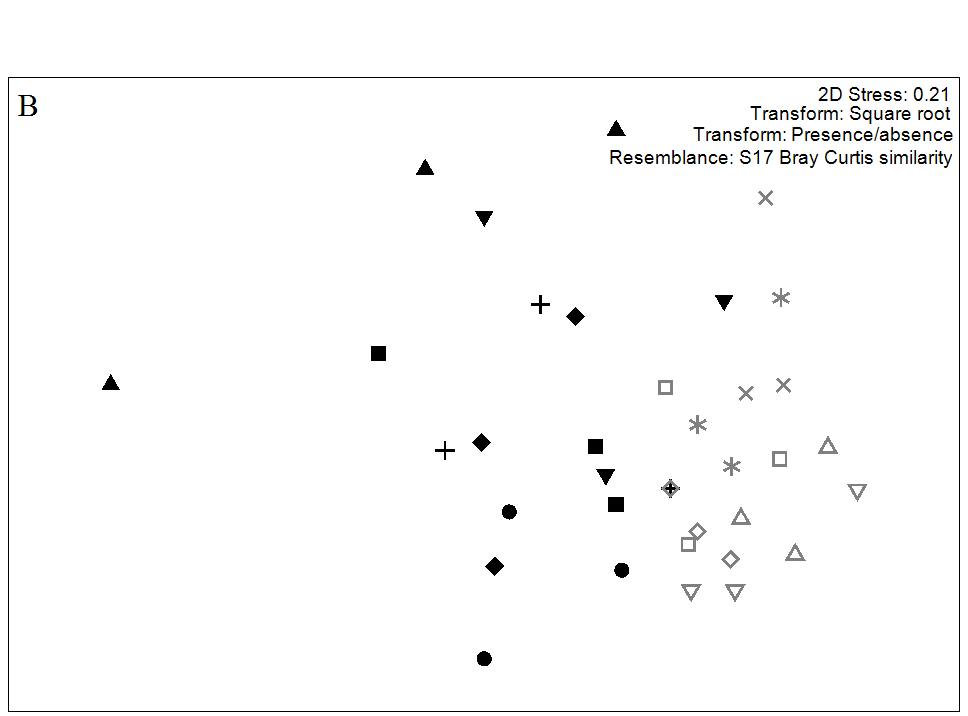 B
2D Stress: 0.21
Transform: Square root
Transform: Presence/absence
Resemblance: S17 Bray Curtis similarity